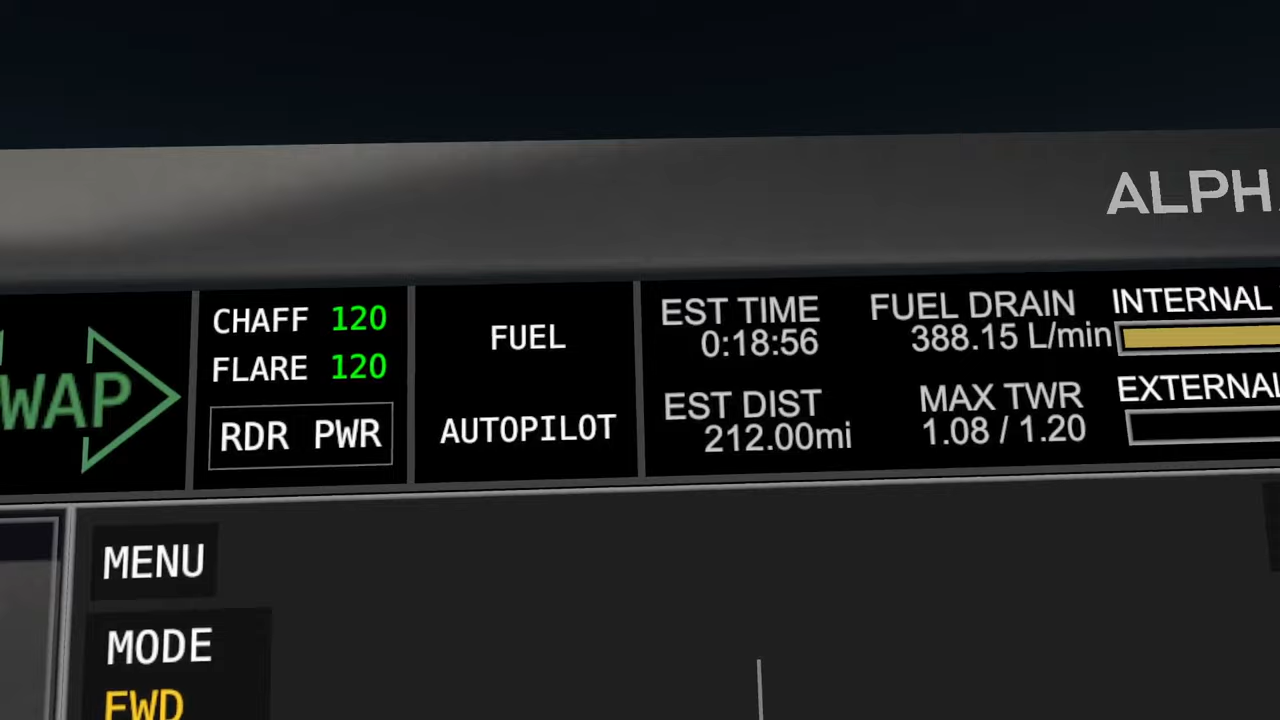 ALPH
WAP
CHAFF 120
FLARE 120
RDR PWR
FUEL
AUTOPILOT
EST TIME
0:18:56
EST DIST
212.00mi
FUEL DRAIN
388.15 L/min
MAX TWR
1.08 / 1.20
INTERNAL
EXTERNAL
MENU
MODE
FWD